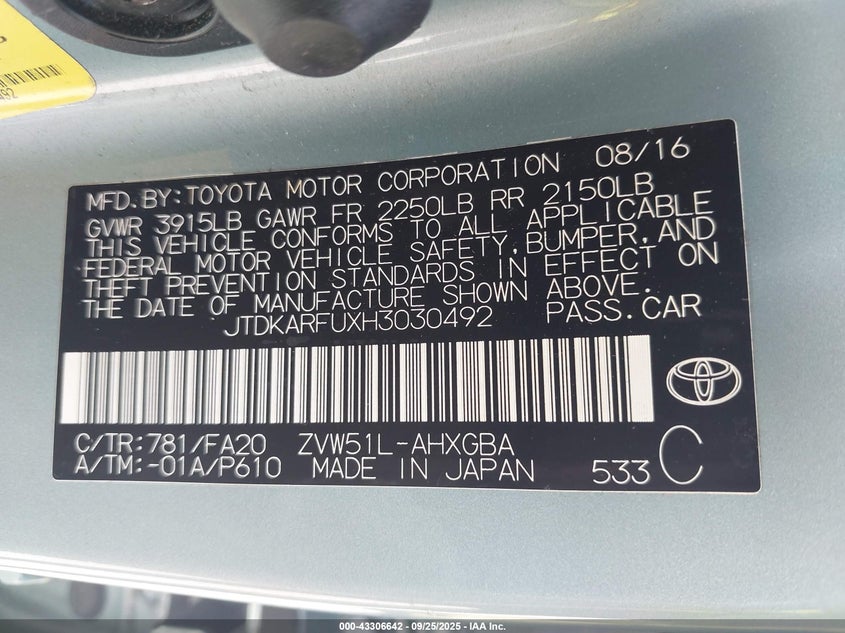 492
MFD. BY: TOYOTA MOTOR CORPORATION 08/16
GVWR 3915LB GAWR FR 2250LB RR 2150LB
THIS VEHICLE CONFORMS TO ALL APPLICABLE
FEDERAL MOTOR VEHICLE SAFETY, BUMPER, AND
THEFT PREVENTION STANDARDS IN EFFECT ON
THE DATE OF MANUFACTURE SHOWN ABOVE.
JTDKARFUXH3030492 PASS. CAR
C/TR: 781/FA20 ZVW51L-AHXGBA
A/TM: -01A/P610 MADE IN JAPAN 533 C
000-43306642 - 09/25/2025 - IAA Inc.